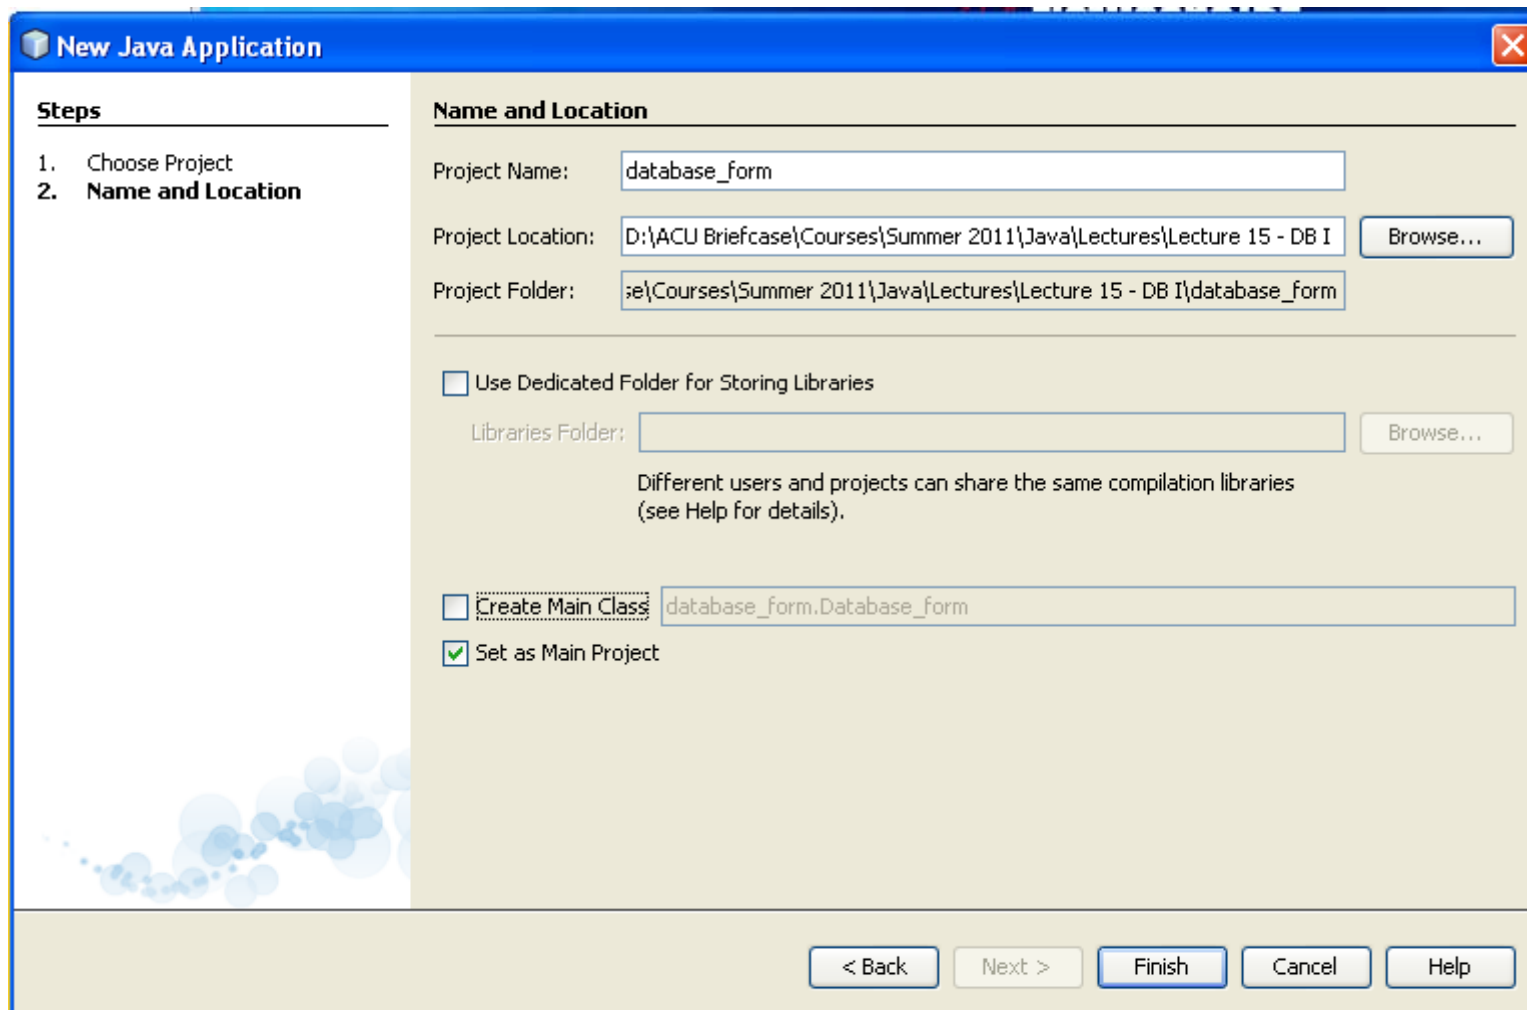 New Java Application
Steps
1. Choose Project
2. Name and Location
Name and Location
Project Name: database_form
Project Location: D:\ACU Briefcase\Courses\Summer 2011\Java\Lectures\Lecture 15 - DB I Browse...
Project Folder: se\Courses\Summer 2011\Java\Lectures\Lecture 15 - DB I\database_form
Use Dedicated Folder for Storing Libraries
Libraries Folder: Browse...
Different users and projects can share the same compilation libraries
(see Help for details).
Create Main Class database_form.Database_form
Set as Main Project
< Back Next > Finish Cancel Help